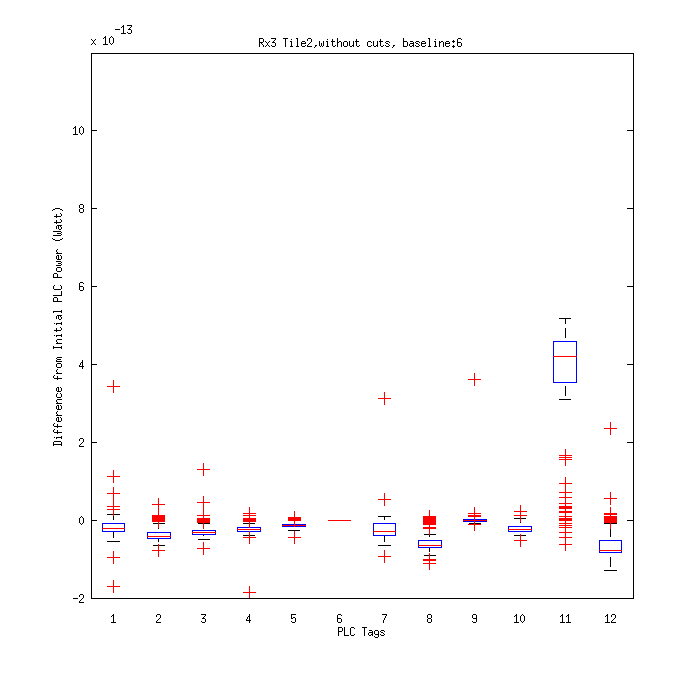 x 10-13
Rx3 Tile2,without cuts, baseline:6
Difference from Initial PLC Power (Watt)
10
8
6
4
2
0
-2
1 2 3 4 5 6 7 8 9 10 11 12
PLC Tags